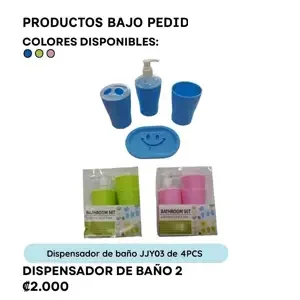 PRODUCTOS BAJO PEDID
COLORES DISPONIBLES:
BATHROOM SET
BATHROOM SET
Dispensador de baño JJY03 de 4PCS
DISPENSADOR DE BAÑO 2
₡2.000